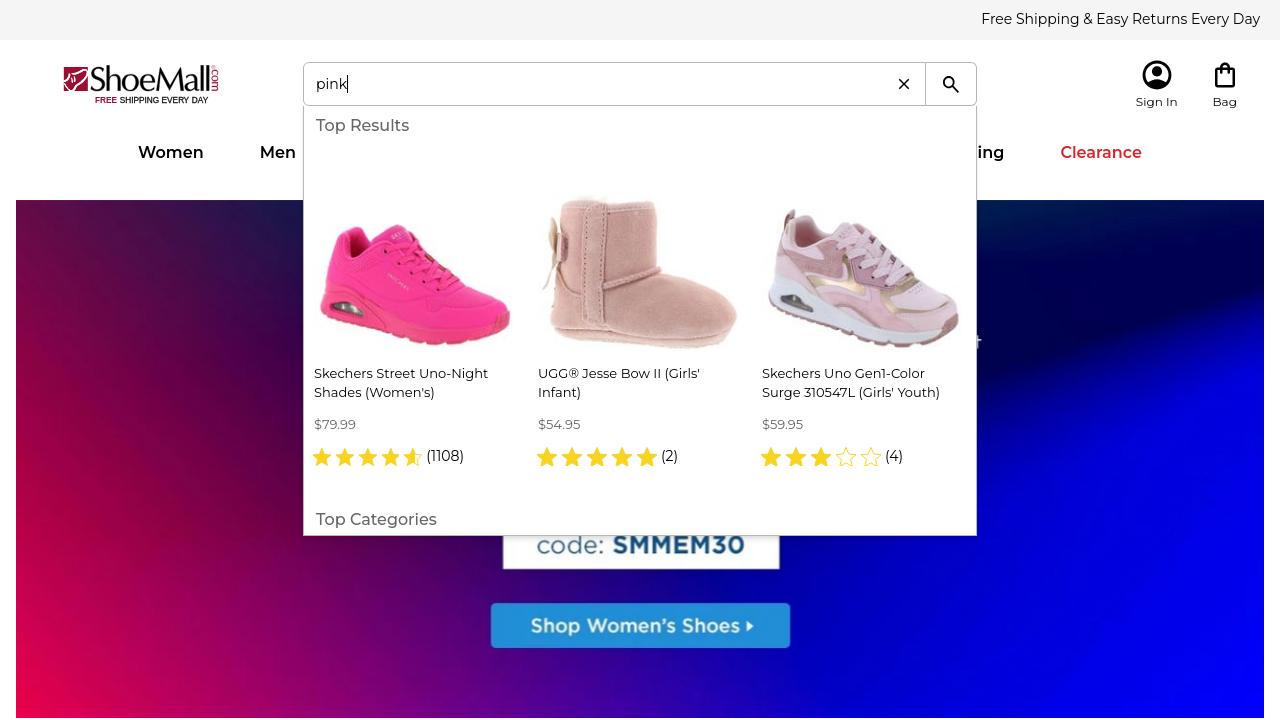 Free Shipping & Easy Returns Every Day
ShoeMall.com
FREE SHIPPING EVERY DAY
pink
Sign In
Bag
Women
Men
ing
Clearance
Top Results
SKECHERS
Skechers Street Uno-Night
Shades (Women's)
$79.99
(1108)
UGG® Jesse Bow II (Girls'
Infant)
$54.95
(2)
Skechers Uno Gen1-Color
Surge 310547L (Girls' Youth)
$59.95
(4)
Top Categories
code: SMMEM30
Shop Women's Shoes